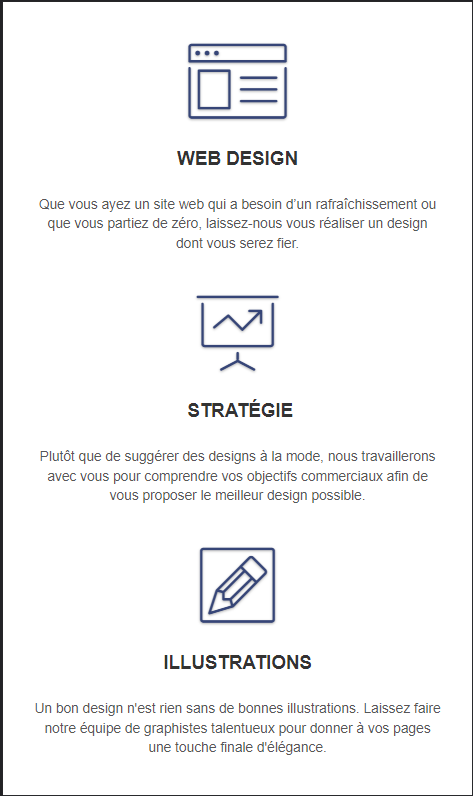 WEB DESIGN
Que vous ayez un site web qui a besoin d’un rafraîchissement ou
que vous partiez de zéro, laissez-nous vous réaliser un design
dont vous serez fier.
STRATÉGIE
Plutôt que de suggérer des designs à la mode, nous travaillerons
avec vous pour comprendre vos objectifs commerciaux afin de
vous proposer le meilleur design possible.
ILLUSTRATIONS
Un bon design n'est rien sans de bonnes illustrations. Laissez faire
notre équipe de graphistes talentueux pour donner à vos pages
une touche finale d'élégance.